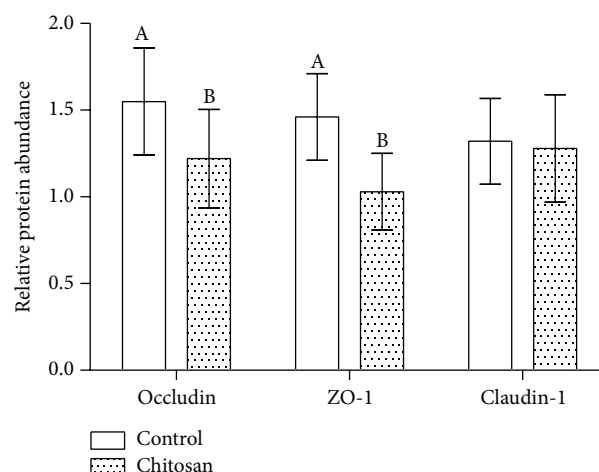 Relative protein abundance
2.0
1.5
1.0
0.5
0.0
A
B
A
B
Occludin
ZO-1
Claudin-1
Control
Chitosan